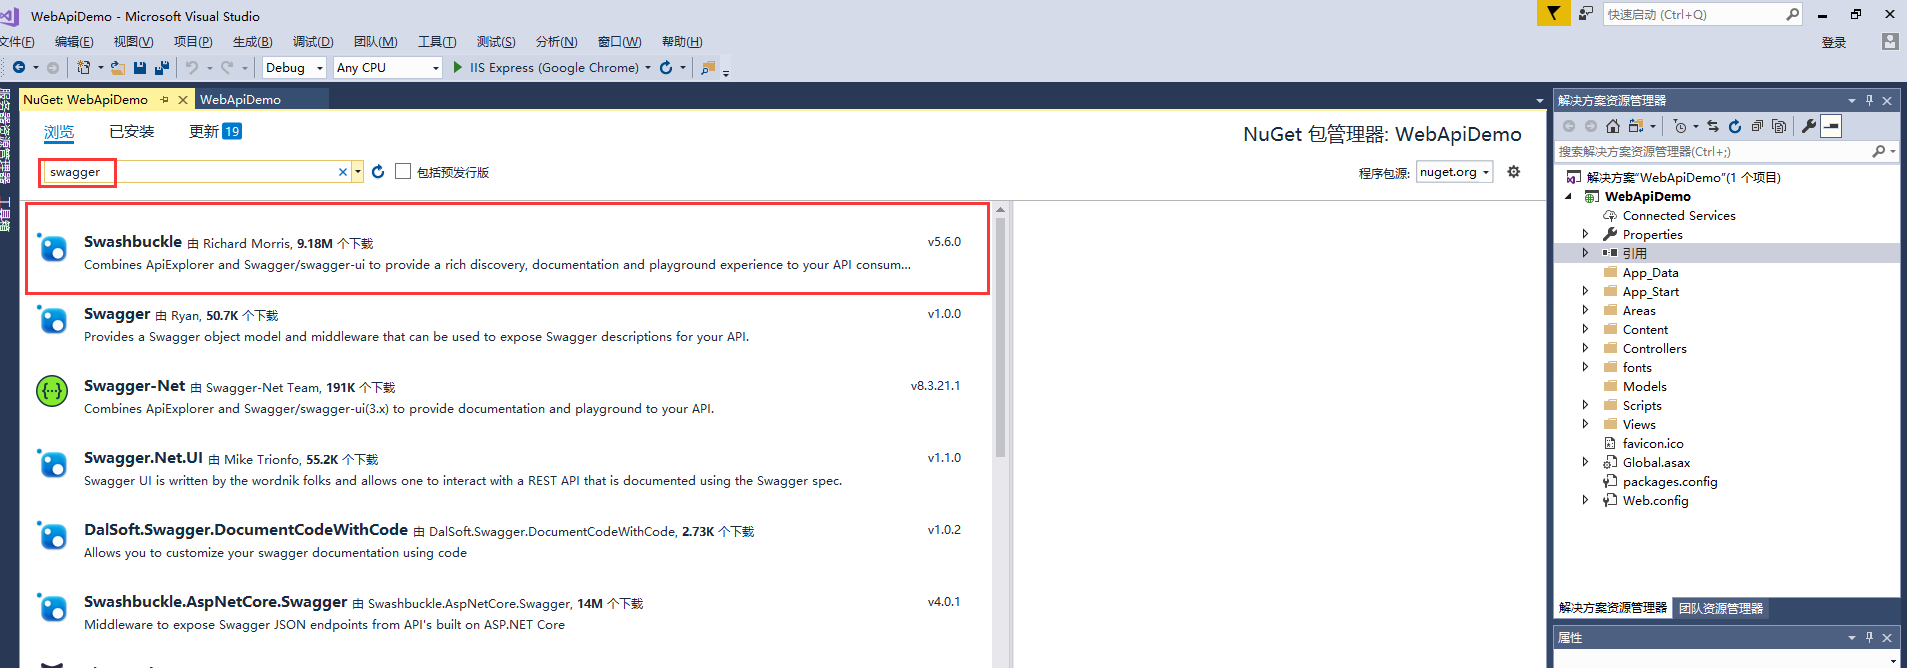 WebApiDemo - Microsoft Visual Studio
快速启动 (Ctrl+Q)
文件(F) 编辑(E) 视图(V) 项目(P) 生成(B) 调试(D) 团队(M) 工具(T) 测试(S) 分析(N) 窗口(W) 帮助(H)
登录
Debug Any CPU IIS Express (Google Chrome)
服务器资源管理器
工具箱
NuGet: WebApiDemo WebApiDemo
浏览 已安装 更新 19
NuGet 包管理器: WebApiDemo
swagger 包括预发行版
程序包源: nuget.org
Swashbuckle 由 Richard Morris, 9.18M 个下载 v5.6.0
Combines ApiExplorer and Swagger/swagger-ui to provide a rich discovery, documentation and playground experience to your API consum...
Swagger 由 Ryan, 50.7K 个下载 v1.0.0
Provides a Swagger object model and middleware that can be used to expose Swagger descriptions for your API.
Swagger-Net 由 Swagger-Net Team, 191K 个下载 v8.3.21.1
Combines ApiExplorer and Swagger/swagger-ui(3.x) to provide documentation and playground to your API.
Swagger.Net.UI 由 Mike Trionfo, 55.2K 个下载 v1.1.0
Swagger UI is written by the wordnik folks and allows one to interact with a REST API that is documented using the Swagger spec.
DalSoft.Swagger.DocumentCodeWithCode 由 DalSoft.Swagger.DocumentCodeWithCode, 2.73K 个下载 v1.0.2
Allows you to customize your swagger documentation using code
Swashbuckle.AspNetCore.Swagger 由 Swashbuckle.AspNetCore.Swagger, 14M 个下载 v4.0.1
Middleware to expose Swagger JSON endpoints from API's built on ASP.NET Core
解决方案资源管理器
搜索解决方案资源管理器(Ctrl+;)
解决方案"WebApiDemo"(1 个项目)
WebApiDemo
Connected Services
Properties
引用
App_Data
App_Start
Areas
Content
Controllers
fonts
Models
Scripts
Views
favicon.ico
Global.asax
packages.config
Web.config
解决方案资源管理器 团队资源管理器
属性